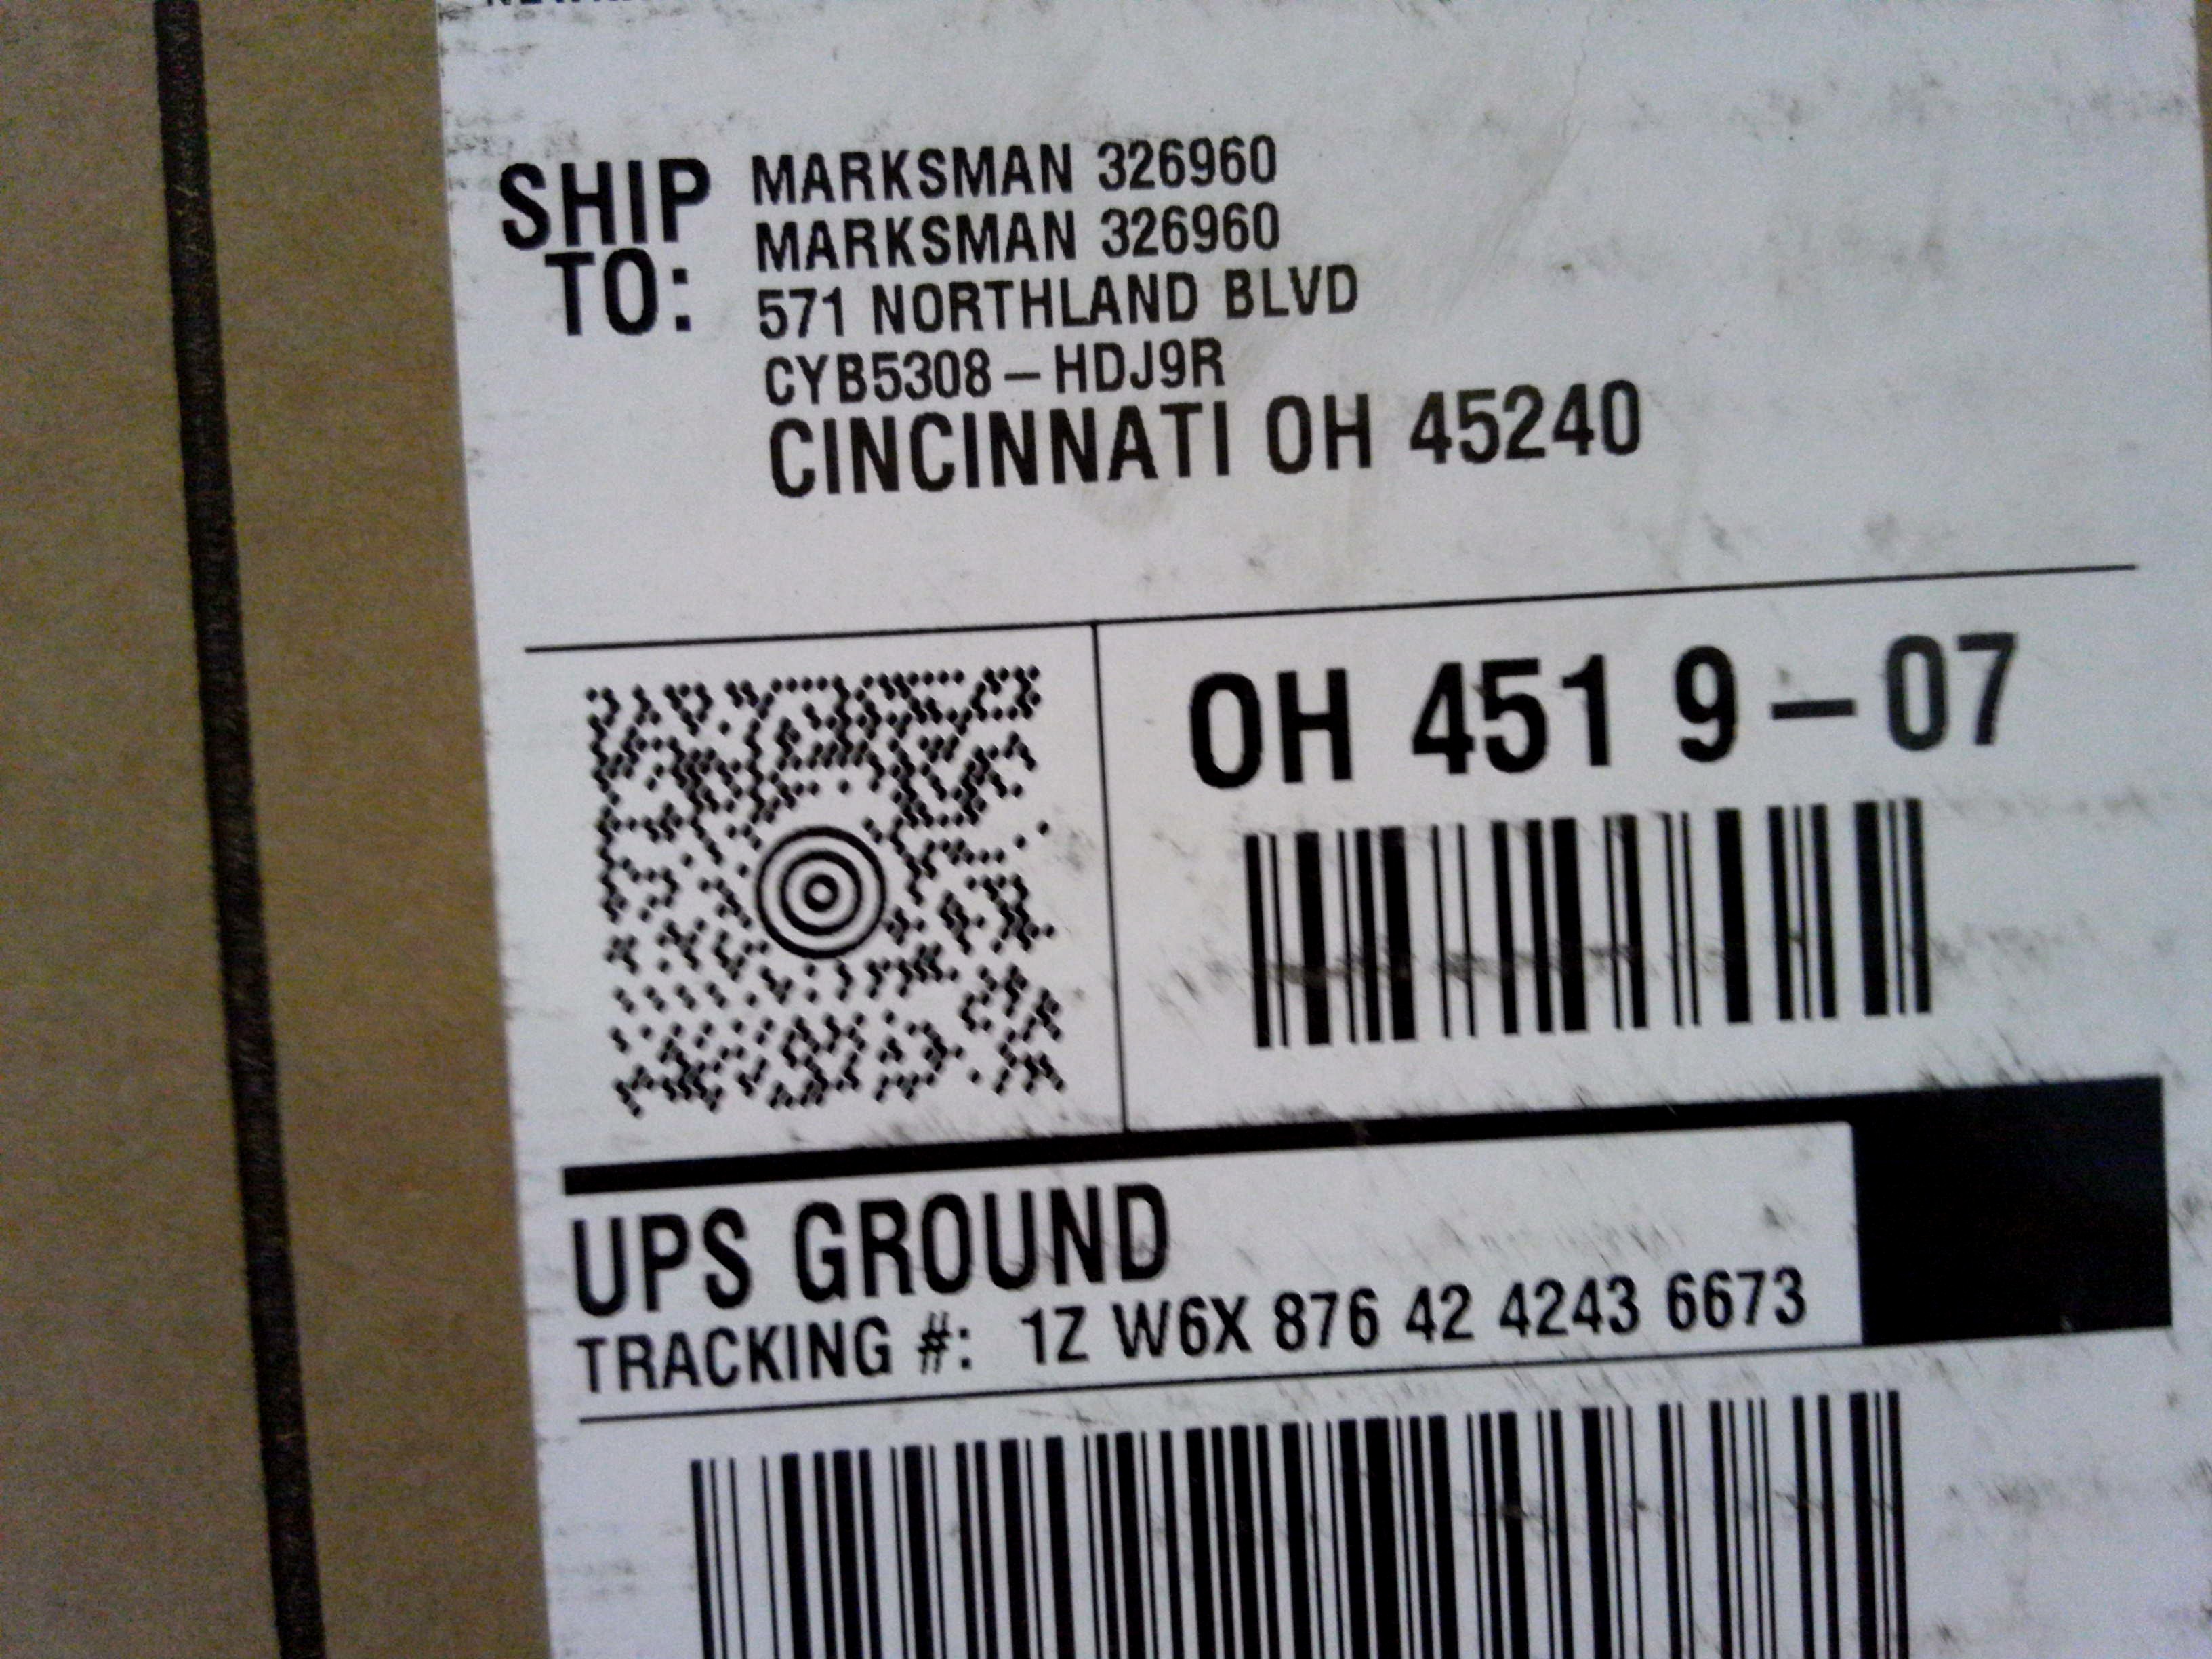 SHIP TO:
MARKSMAN 326960
MARKSMAN 326960
571 NORTHLAND BLVD
CYB5308-HDJ9R
CINCINNATI OH 45240
OH 451 9-07
UPS GROUND
TRACKING #: 1Z W6X 876 42 4243 6673